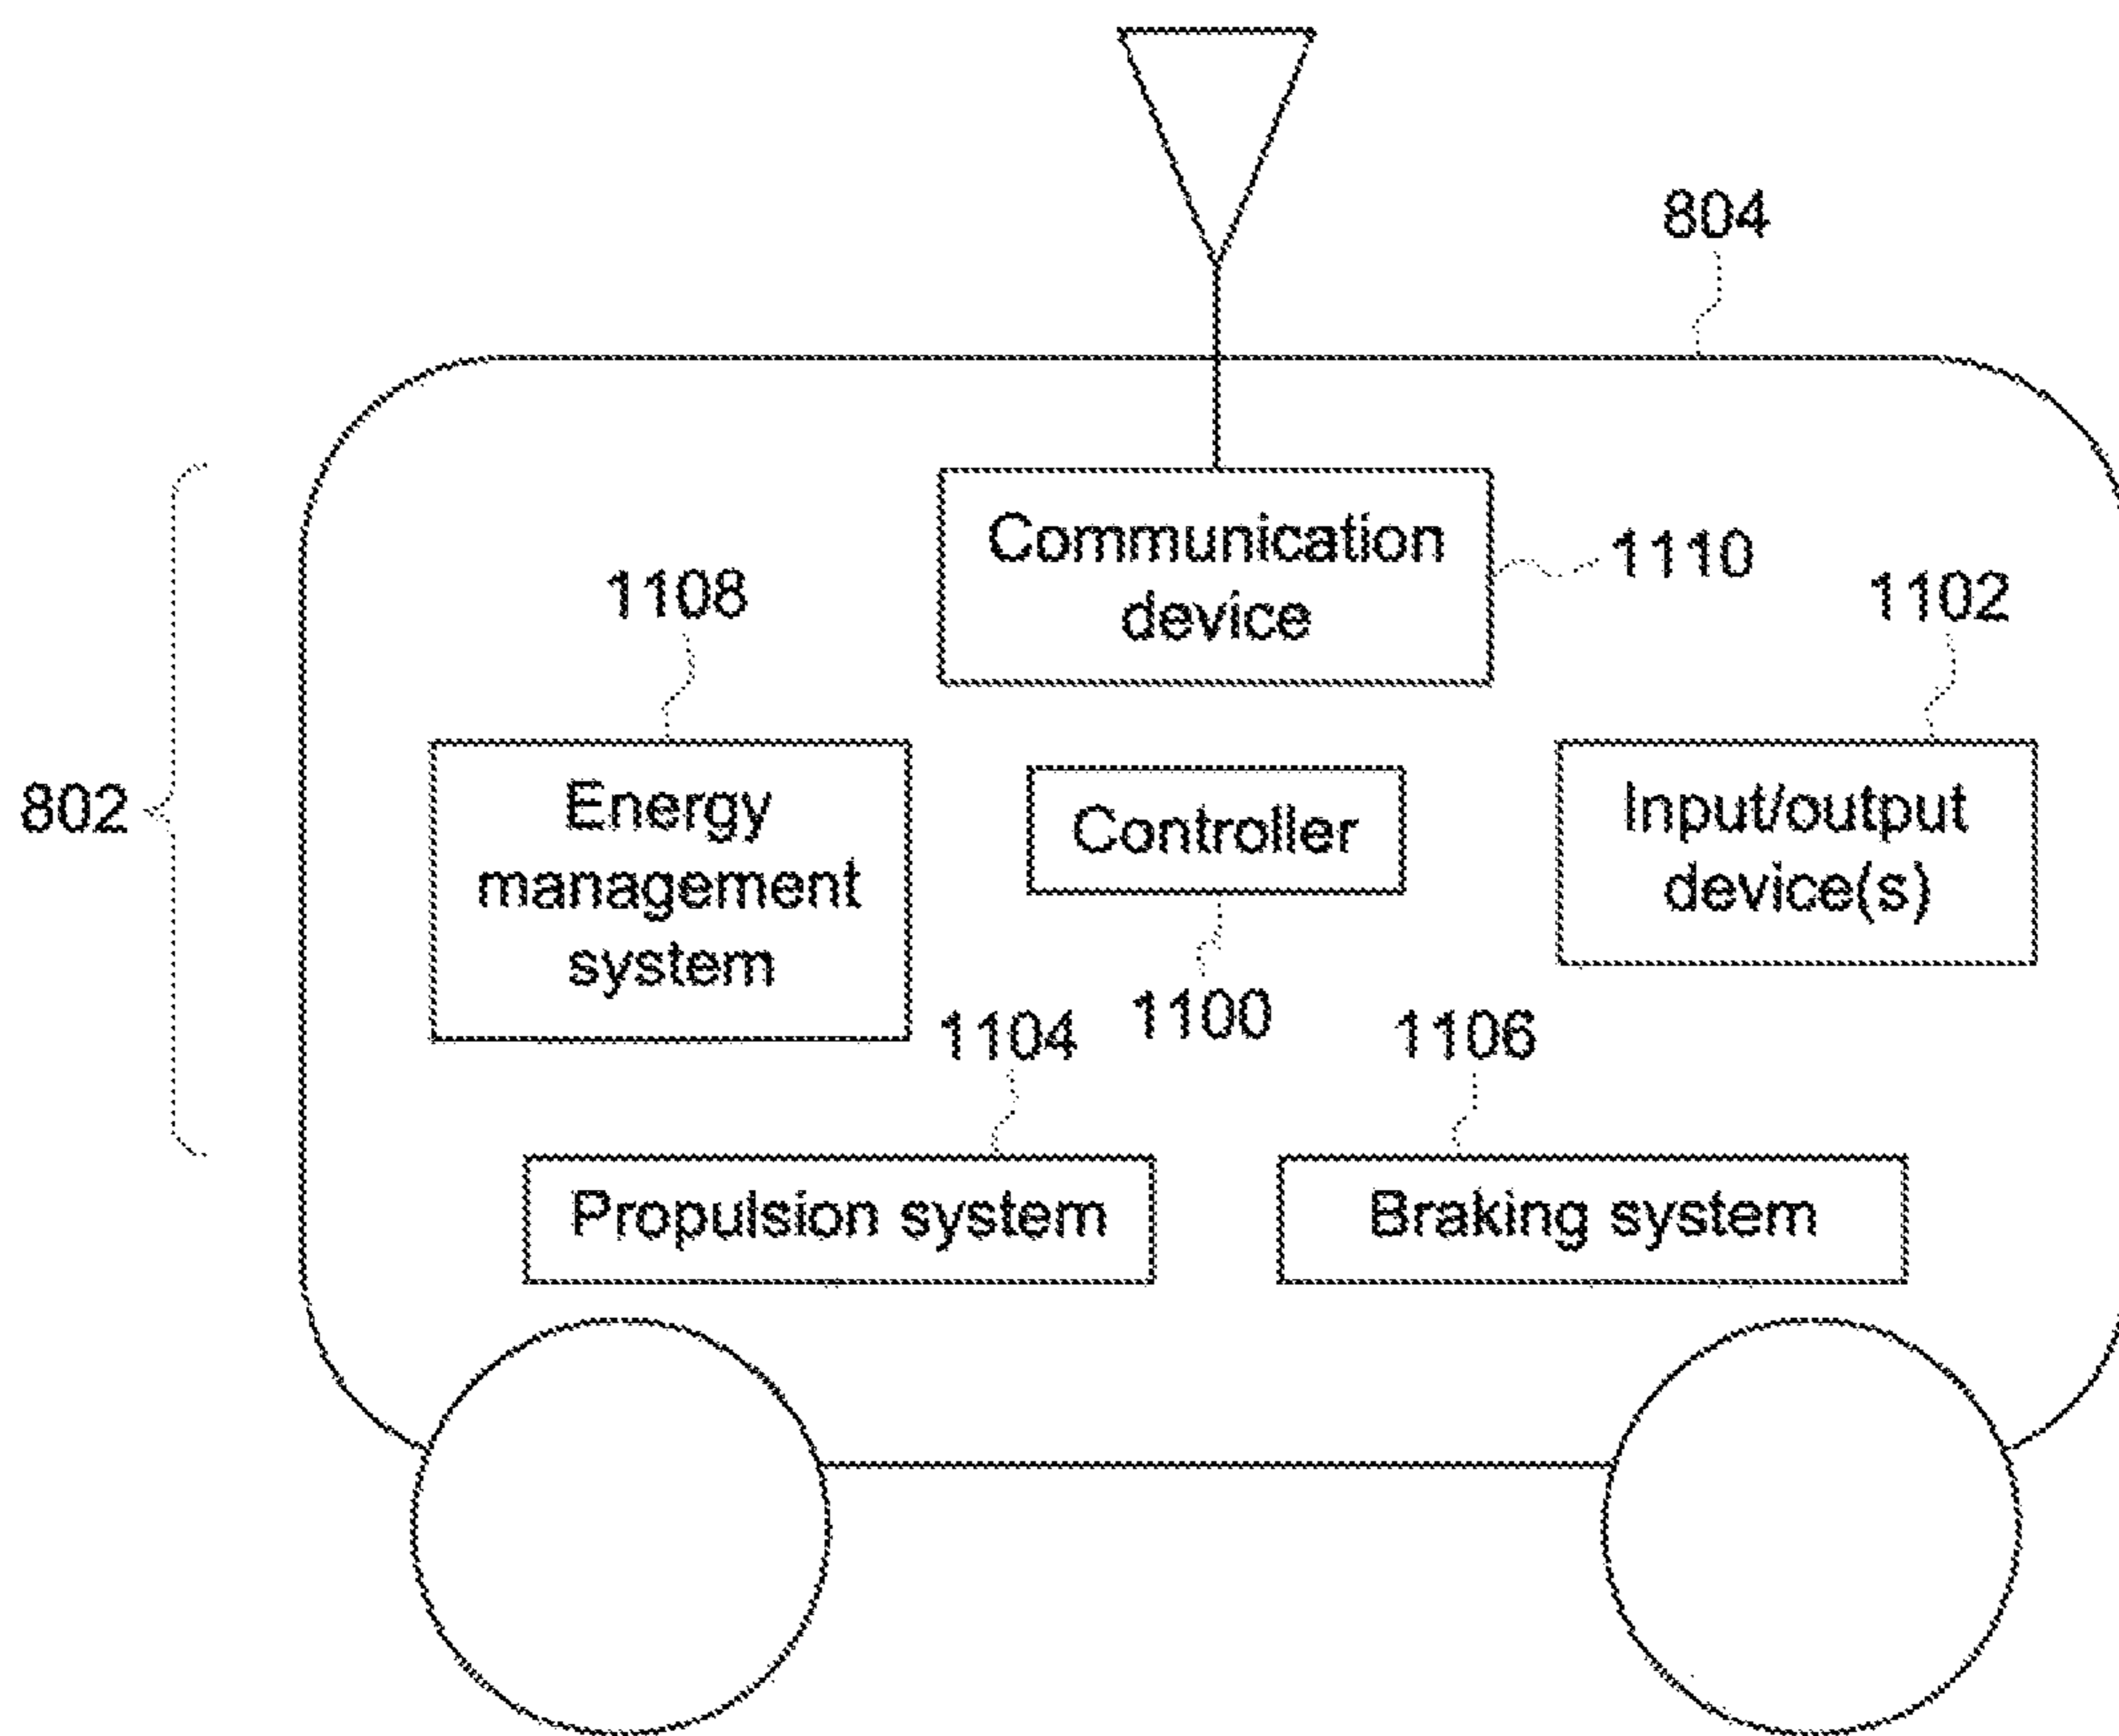 804
Communication
device
1110
1108
1102
802
Energy
management
system
Controller
Input/output
device(s)
1100
1104
1106
Propulsion system
Braking system